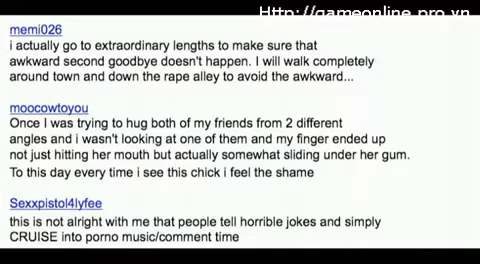 Http://gameonline.pro.vn
memi026
i actually go to extraordinary lengths to make sure that
awkward second goodbye doesn't happen. I will walk completely
around town and down the rape alley to avoid the awkward...
moocowtoyou
Once I was trying to hug both of my friends from 2 different
angles and i wasn't looking at one of them and my finger ended up
not just hitting her mouth but actually somewhat sliding under her gum.
To this day every time i see this chick i feel the shame
Sexxpistol4lyfee
this is not alright with me that people tell horrible jokes and simply
CRUISE into porno music/comment time